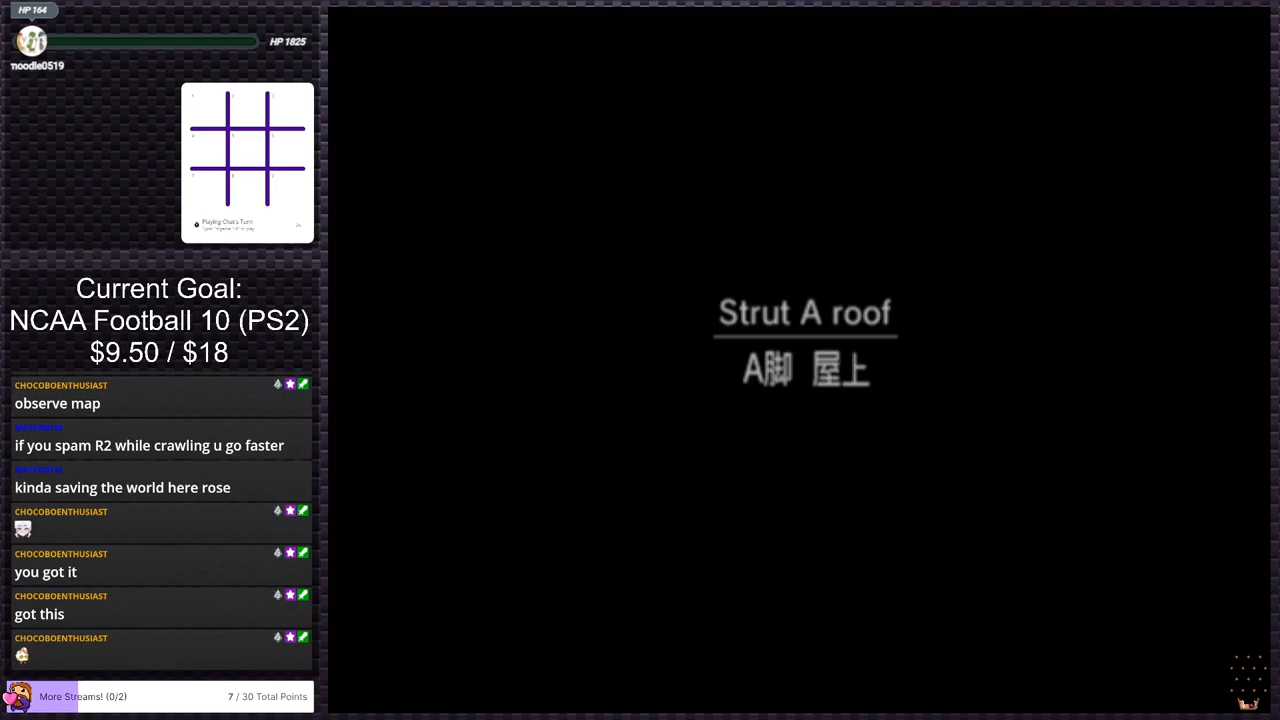 HP 164
HP 1825
noodle0519
Playing Chat's Turn
Current Goal:
NCAA Football 10 (PS2)
$9.50 / $18
CHOCOBOENTHUSIAST
observe map
if you spam R2 while crawling u go faster
kinda saving the world here rose
CHOCOBOENTHUSIAST
CHOCOBOENTHUSIAST
you got it
CHOCOBOENTHUSIAST
got this
CHOCOBOENTHUSIAST
More Streams! (0/2)
7 / 30 Total Points
Strut A roof
A脚 屋上